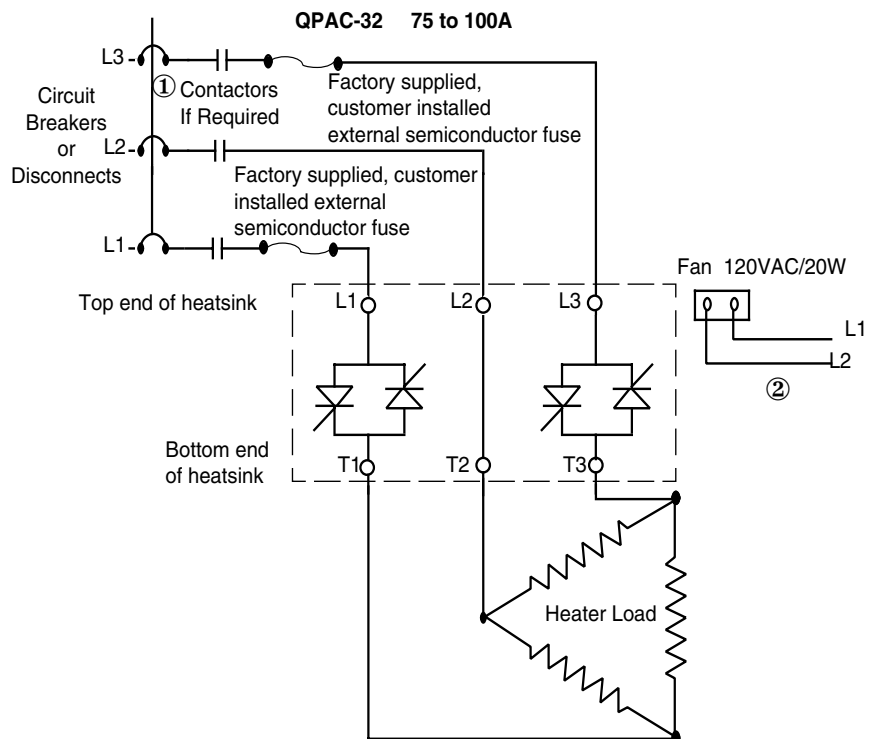 QPAC-32 75 to 100A
L3
① Contactors
If Required
Factory supplied,
customer installed
external semiconductor fuse
Circuit
Breakers
or
Disconnects
L2
Factory supplied, customer
installed external
semiconductor fuse
L1
Fan 120VAC/20W
L1
L2
②
Top end of heatsink
L1
L2
L3
Bottom end
of heatsink
T1
T2
T3
Heater Load